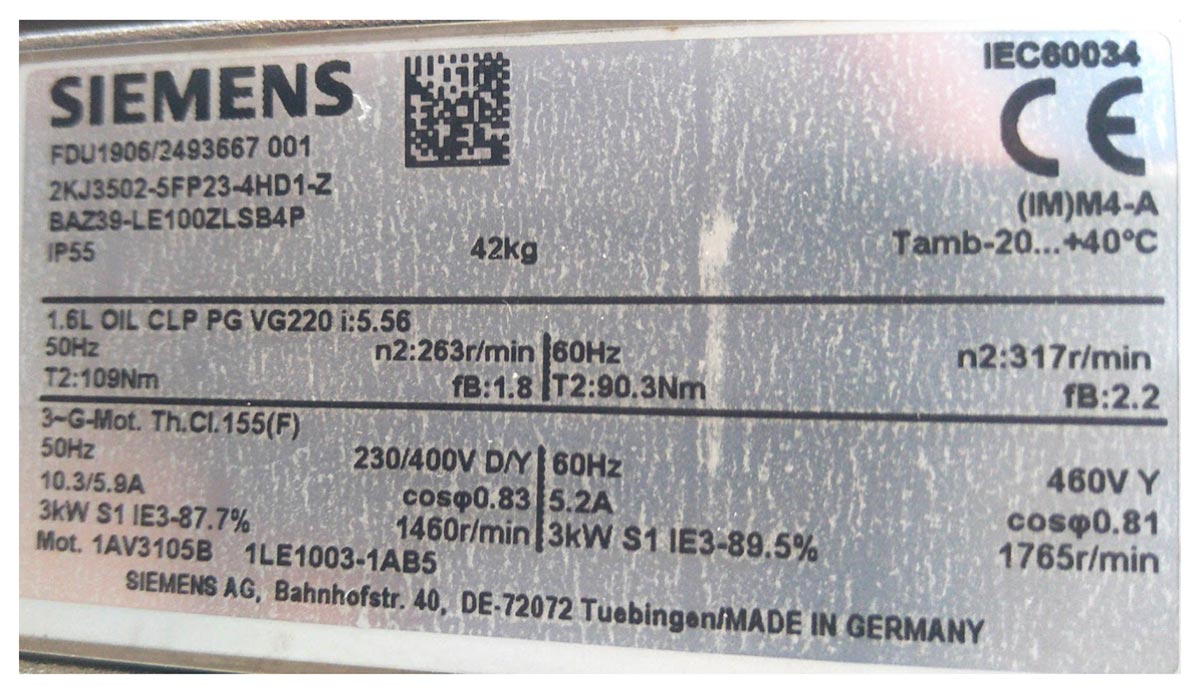 SIEMENS
IEC60034
CE
FDU1906/2493667 001
2KJ3502-5FP23-4HD1-Z
(IM)M4-A
BAZ39-LE100ZLSB4P
Tamb-20...+40°C
IP55 42kg
1.6L OIL CLP PG VG220 i:5.56
50Hz n2:263r/min 60Hz n2:317r/min
T2:109Nm fB:1.8 T2:90.3Nm fB:2.2
3~G-Mot. Th.Cl.155(F)
50Hz 230/400V D/Y 60Hz 460V Y
10.3/5.9A cosφ0.83 5.2A cosφ0.81
3kW S1 IE3-87.7% 1460r/min 3kW S1 IE3-89.5% 1765r/min
Mot. 1AV3105B 1LE1003-1AB5
SIEMENS AG, Bahnhofstr. 40, DE-72072 Tuebingen/MADE IN GERMANY